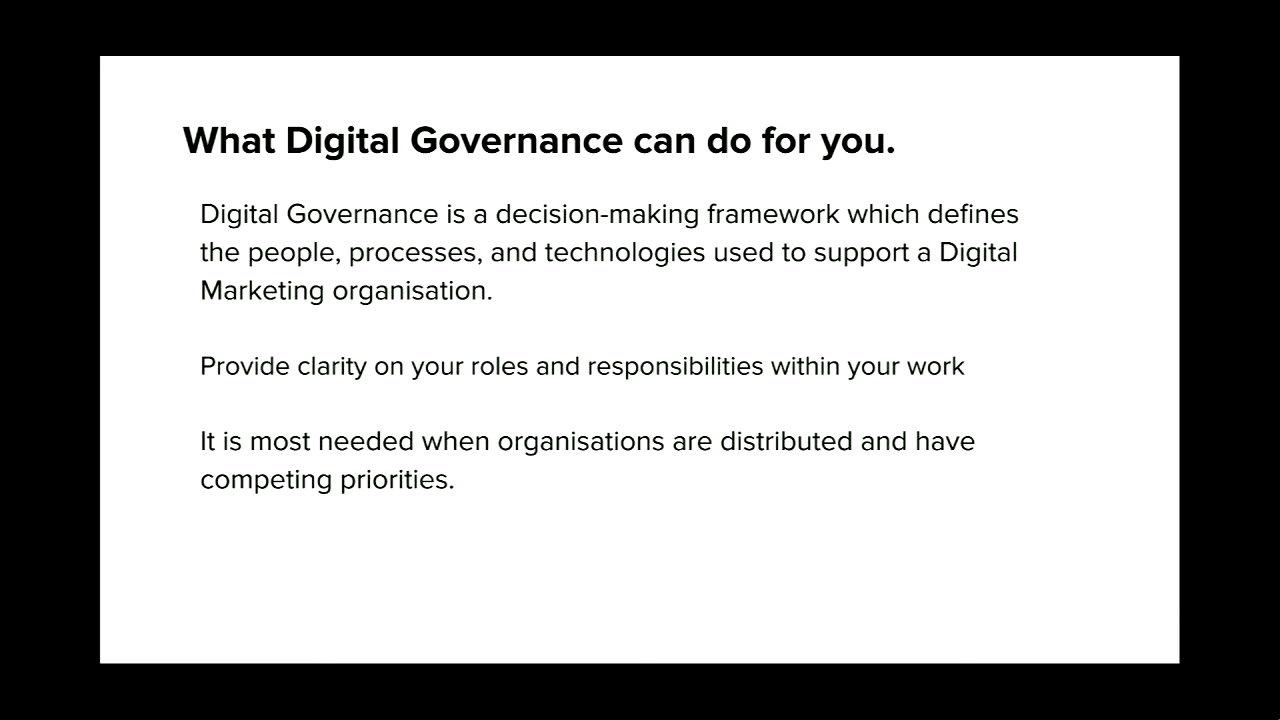 What Digital Governance can do for you.
Digital Governance is a decision-making framework which defines
the people, processes, and technologies used to support a Digital
Marketing organisation.
Provide clarity on your roles and responsibilities within your work
It is most needed when organisations are distributed and have
competing priorities.